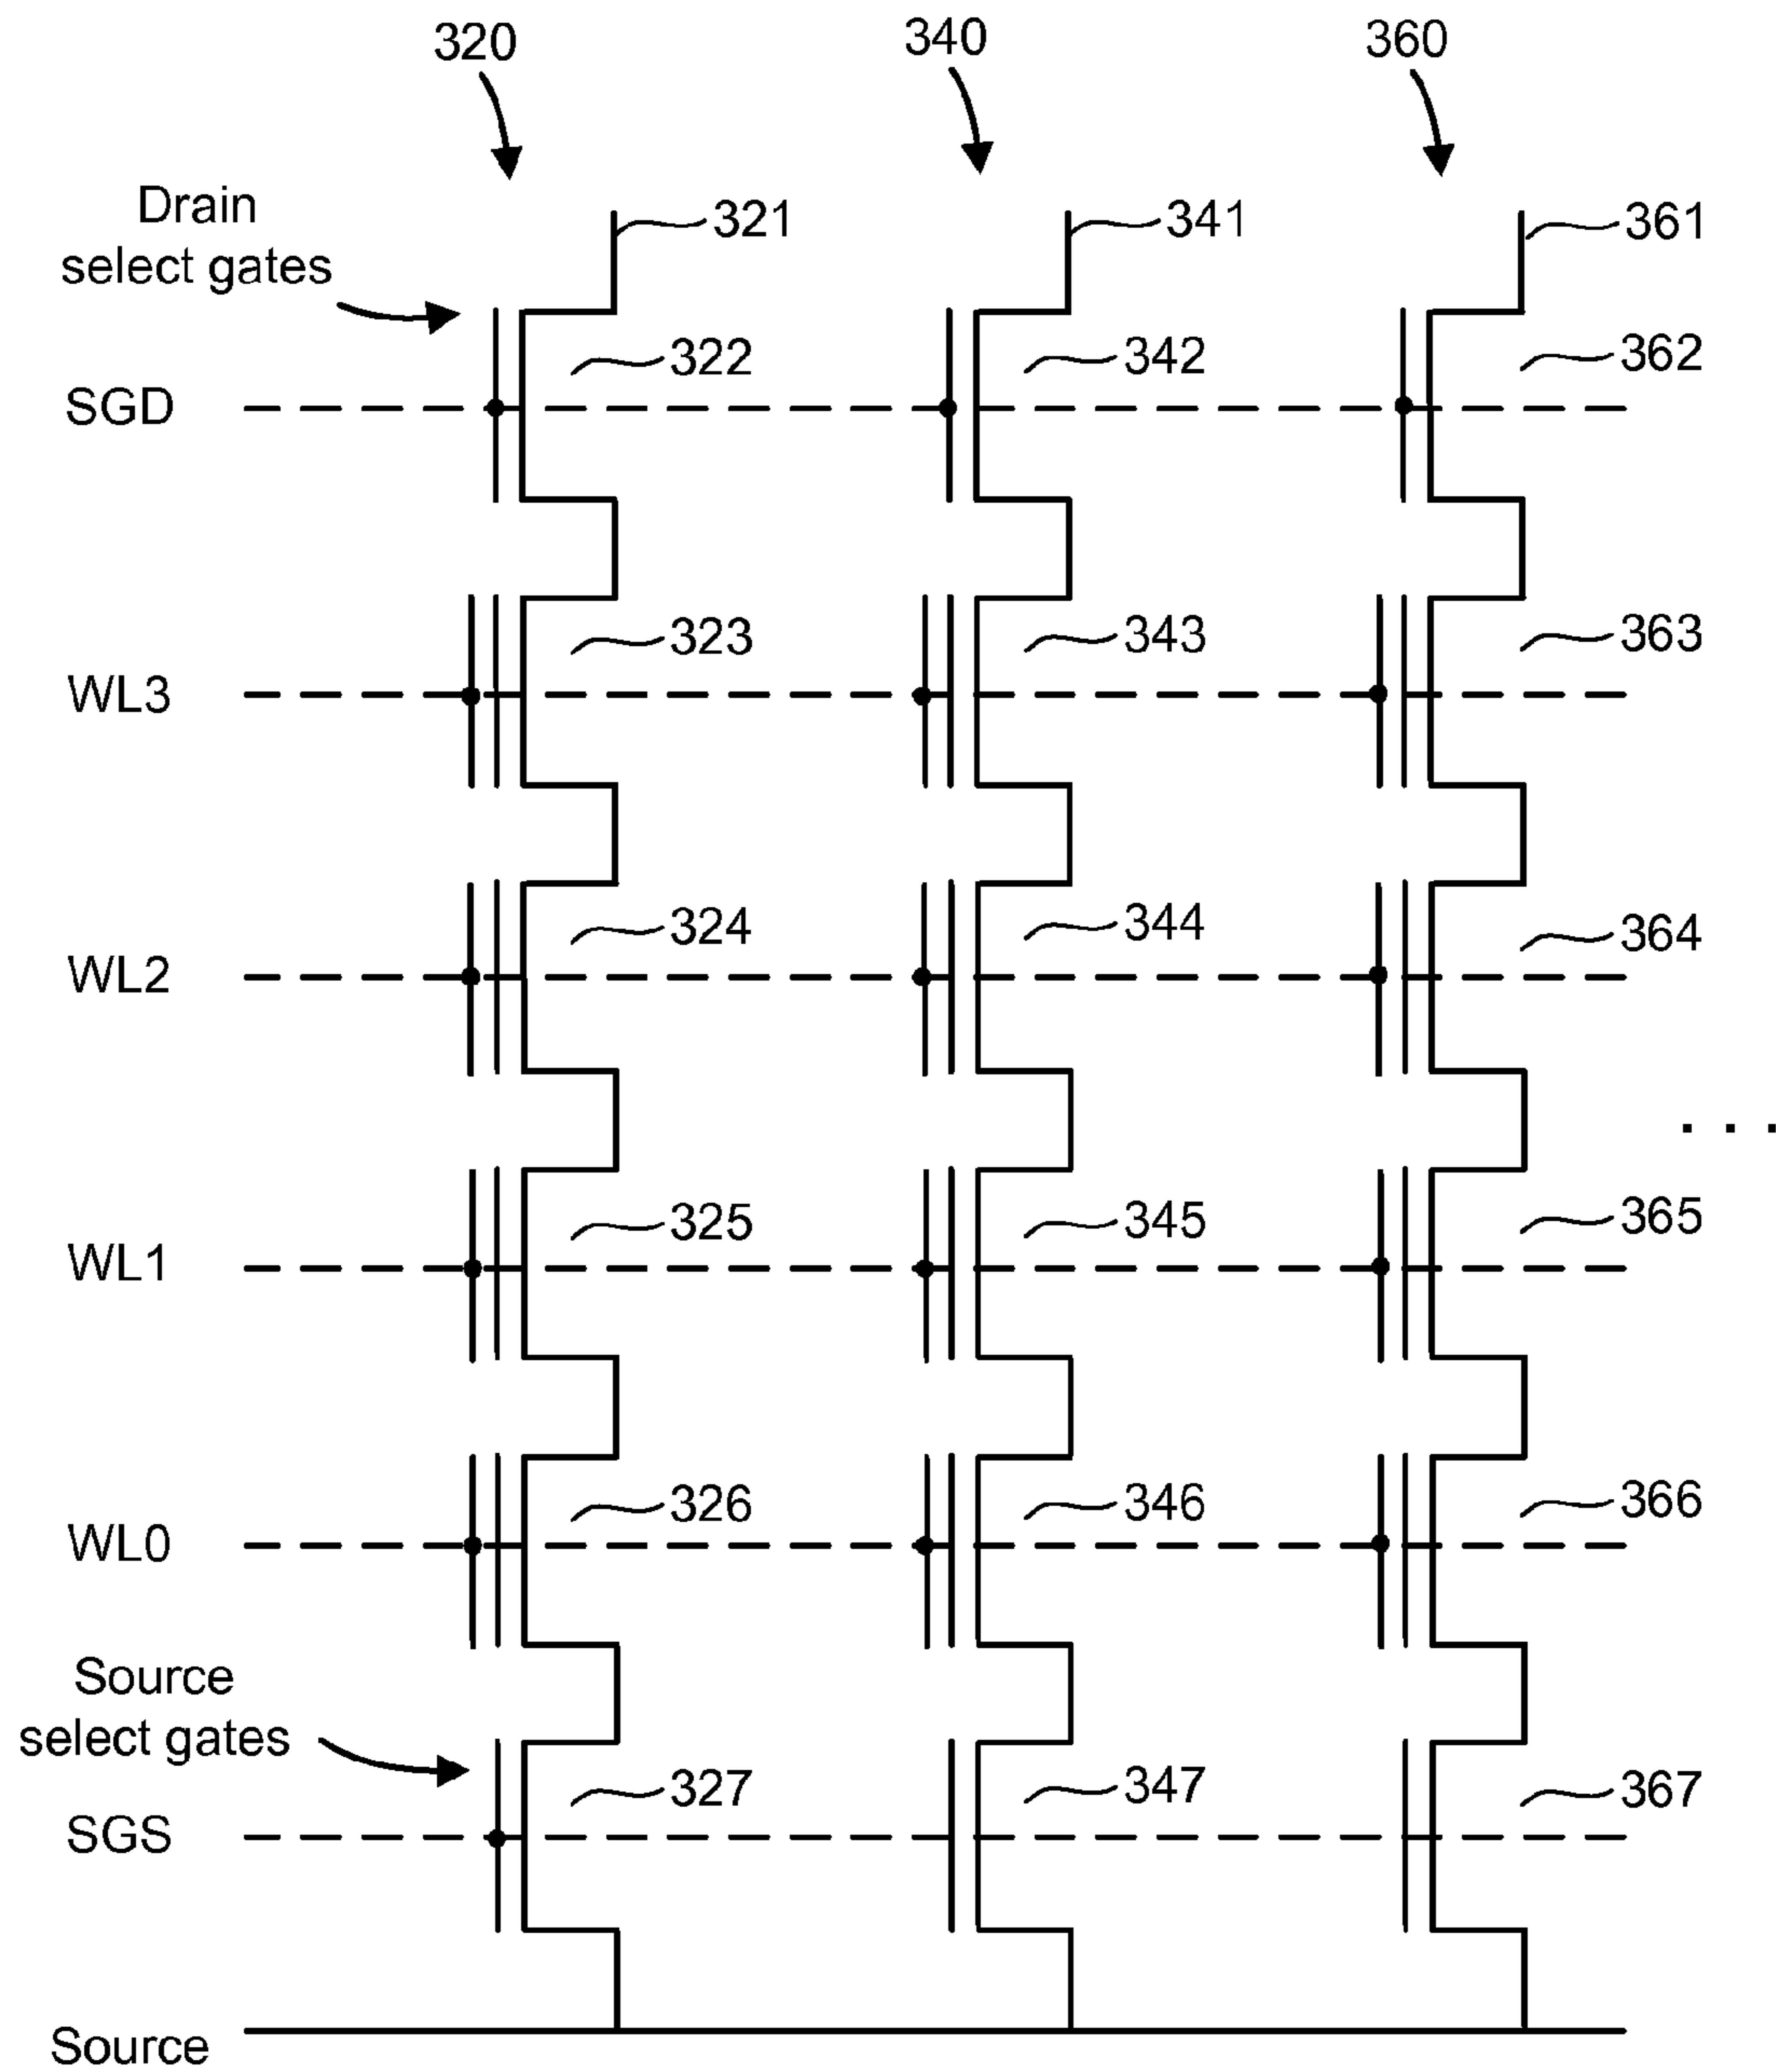 320 340 360
321 341 361
Drain
select gates
322 342 362
SGD
323 343 363
WL3
324 344 364
WL2
. . .
325 345 365
WL1
326 346 366
WL0
Source
select gates
327 347 367
SGS
Source